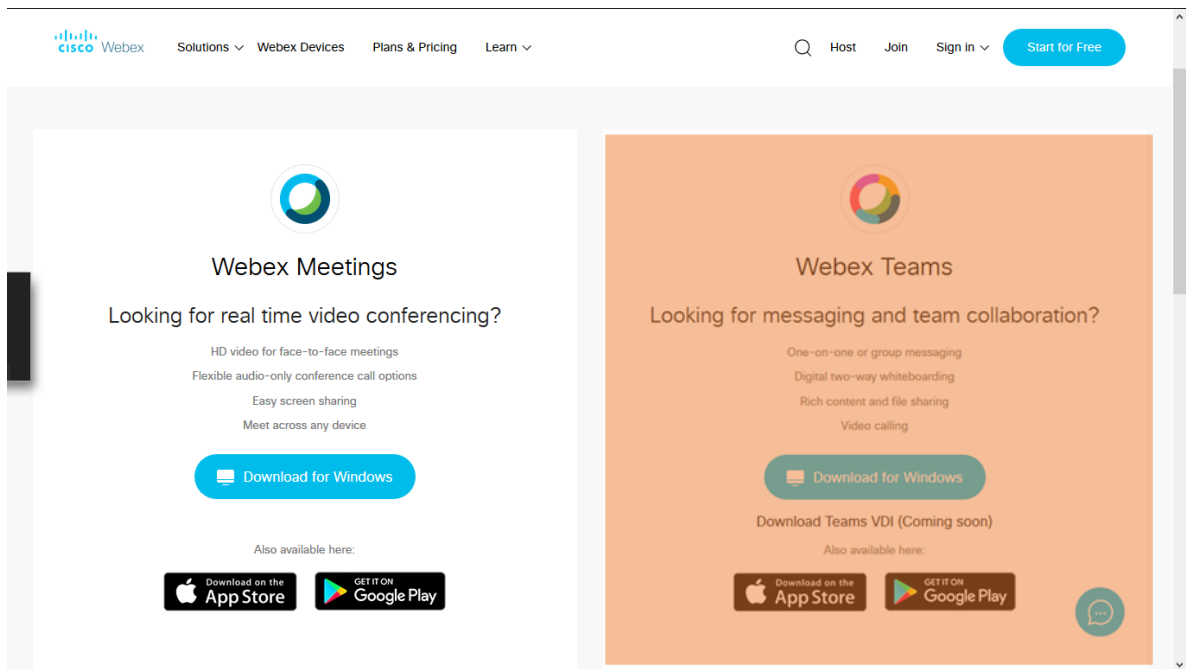 cisco Webex Solutions Webex Devices Plans & Pricing Learn Host Join Sign in Start for Free
Webex Meetings
Looking for real time video conferencing?
HD video for face-to-face meetings
Flexible audio-only conference call options
Easy screen sharing
Meet across any device
Download for Windows
Also available here:
Download on the
App Store
GET IT ON
Google Play
Webex Teams
Looking for messaging and team collaboration?
One-on-one or group messaging
Digital two-way whiteboarding
Rich content and file sharing
Video calling
Download for Windows
Download Teams VDI (Coming soon)
Also available here:
Download on the
App Store
GET IT ON
Google Play